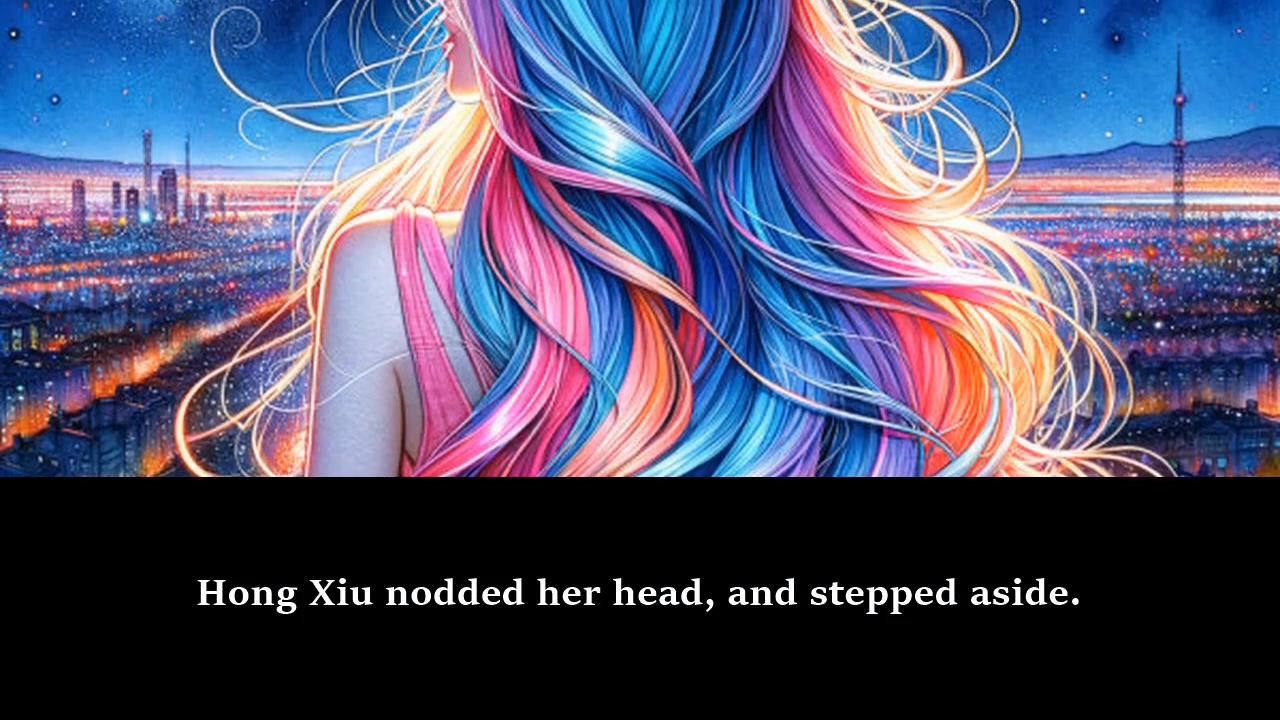 Hong Xiu nodded her head, and stepped aside.